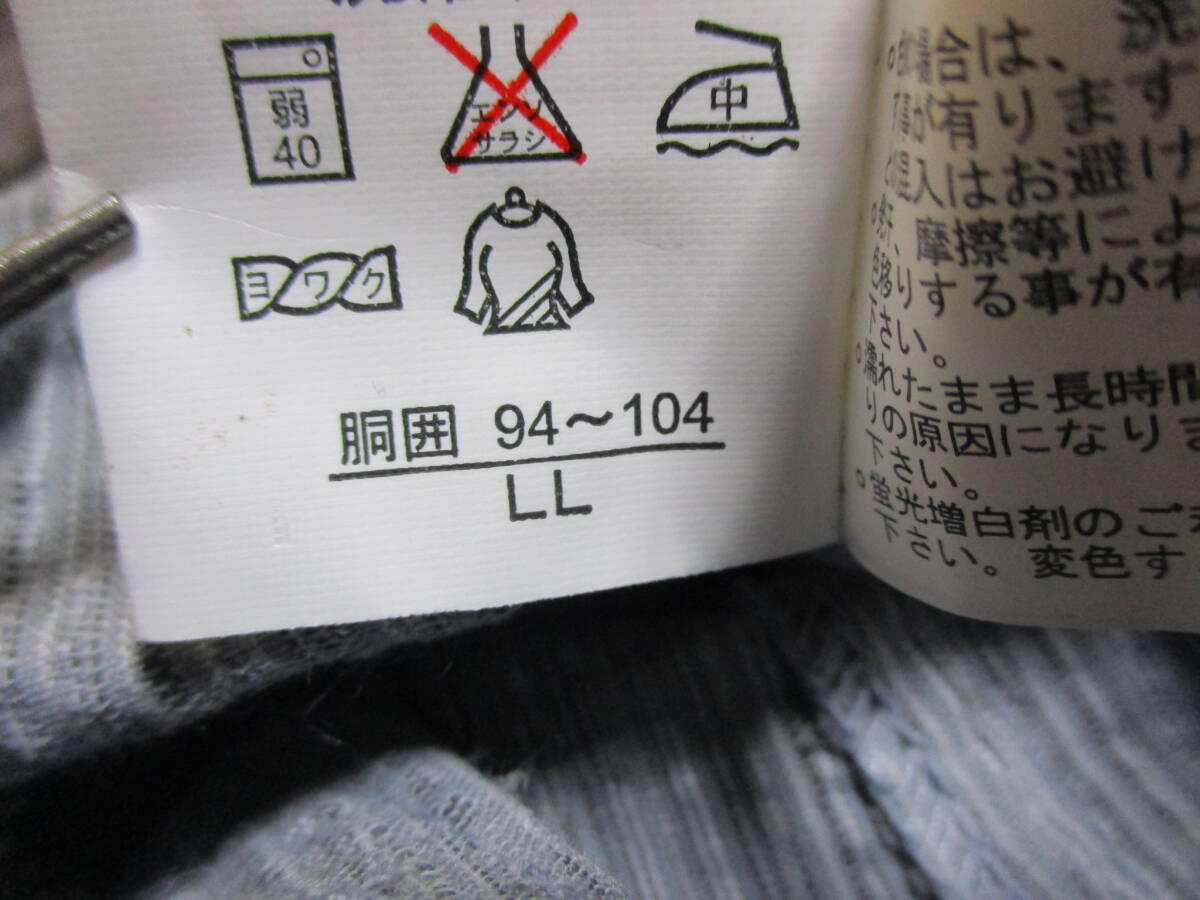 弱
40
エンソ
サラシ
中
ヨワク
胴囲 94～104
LL
合は、
が有り ます
入はお避け
摩擦等によ
色移りする事が
下さい。
濡れたまま長時間
りの原因になりま
下さい。
蛍光増白剤のご
下さい。変色す